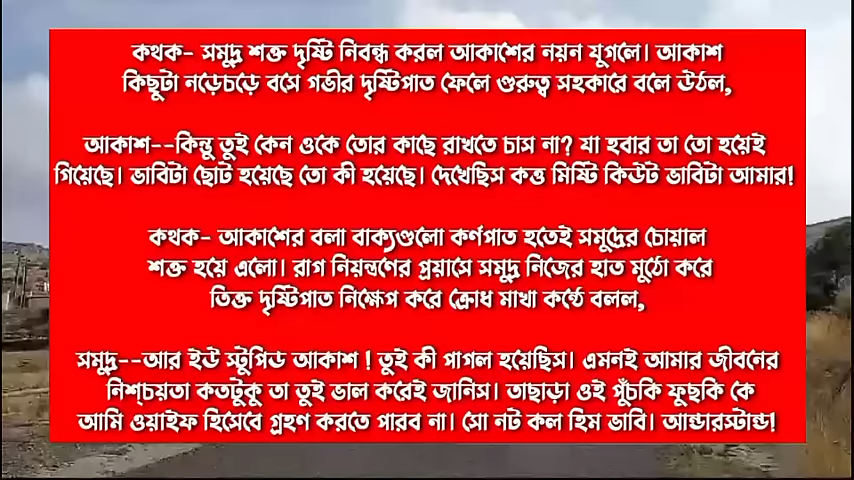 কথক- সমুদ্র শক্ত দৃষ্টি নিবন্ধ করল আকাশের নয়ন যুগলে। আকাশ
কিছুটা নড়েচড়ে বসে গভীর দৃষ্টিপাত ফেলে গুরুত্ব সহকারে বলে উঠল,
আকাশ--কিন্তু তুই কেন ওকে তোর কাছে রাখতে চাস না? যা হবার তা তো হয়েই
গিয়েছে। ভাবিটা ছোট হয়েছে তো কী হয়েছে। দেখেছিস কত্ত মিষ্টি কিউট ভাবিটা আমার!
কথক- আকাশের বলা বাক্যগুলো কর্ণপাত হতেই সমুদ্রের চোয়াল
শক্ত হয়ে এলো। রাগ নিয়ন্ত্রণের প্রয়াসে সমুদ্র নিজের হাত মুঠো করে
তিক্ত দৃষ্টিপাত নিক্ষেপ করে ক্রোধ মাখা কন্ঠে বলল,
সমুদ্র--আর ইউ স্টুপিড আকাশ ! তুই কী পাগল হয়েছিস। এমনই আমার জীবনের
নিশ্চয়তা কতটুকু তা তুই ভাল করেই জানিস। তাছাড়া ওই পুঁচকি ফুছকি কে
আমি ওয়াইফ হিসেবে গ্রহণ করতে পারব না। সো নট কল হিম ভাবি। আন্ডারস্টান্ড!